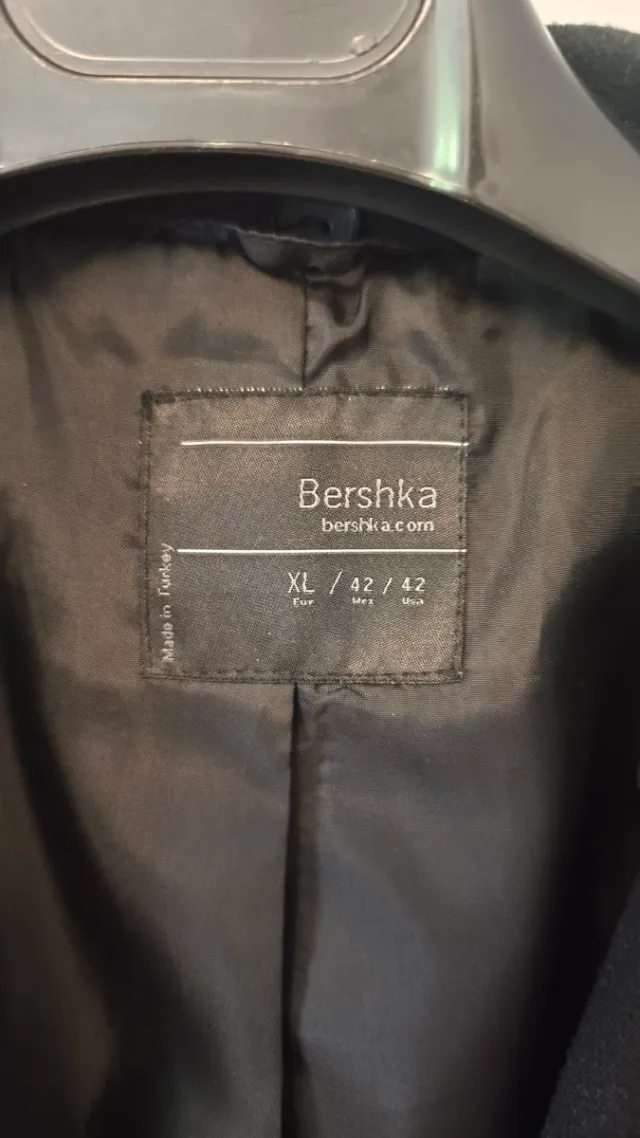 Bershka
bershka.com
XL / 42 / 42
Eur Mex USA
Made in Turkey